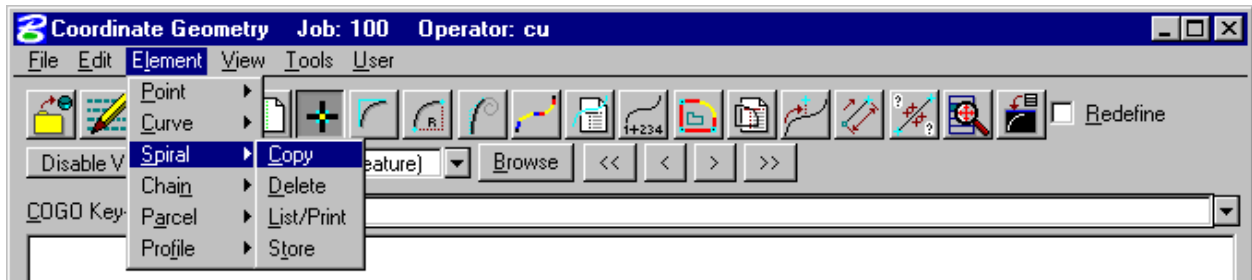 Coordinate Geometry Job: 100 Operator: cu
File Edit Element View Tools User
Point
Curve
Spiral
Chain
Parcel
Profile
Copy
Delete
List/Print
Store
R
1+234
? ?
Redefine
Disable V
eature)
Browse << < > >>
COGO Key-